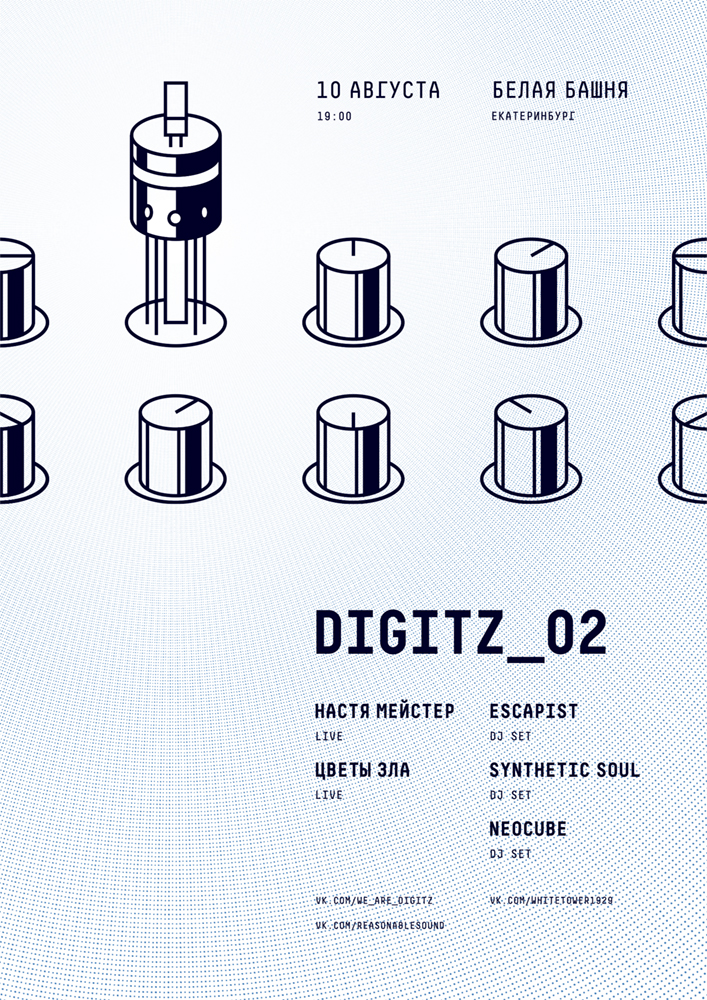 10 АВГУСТА
19:00
БЕЛАЯ БАШНЯ
ЕКАТЕРИНБУРГ
DIGITZ_02
НАСТЯ МЕЙСТЕР
LIVE
ЦВЕТЫ ЗЛА
LIVE
ESCAPIST
DJ SET
SYNTHETIC SOUL
DJ SET
NEOCUBE
DJ SET
VK.COM/WE_ARE_DIGITZ
VK.COM/REASONABLESOUND
VK.COM/WHITETOWER1929